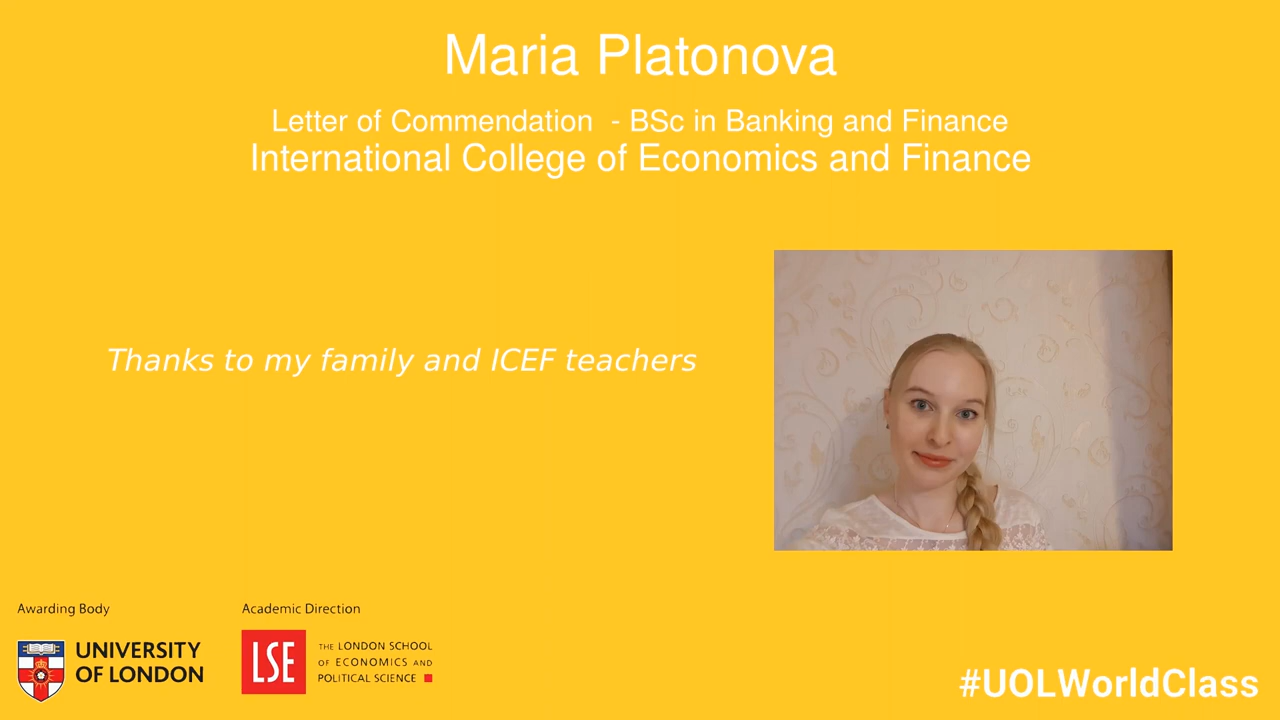 Maria Platonova
Letter of Commendation - BSc in Banking and Finance
International College of Economics and Finance
Thanks to my family and ICEF teachers
Awarding Body
UNIVERSITY
OF LONDON
Academic Direction
LSE
THE LONDON SCHOOL
OF ECONOMICS AND
POLITICAL SCIENCE
#UOLWorldClass